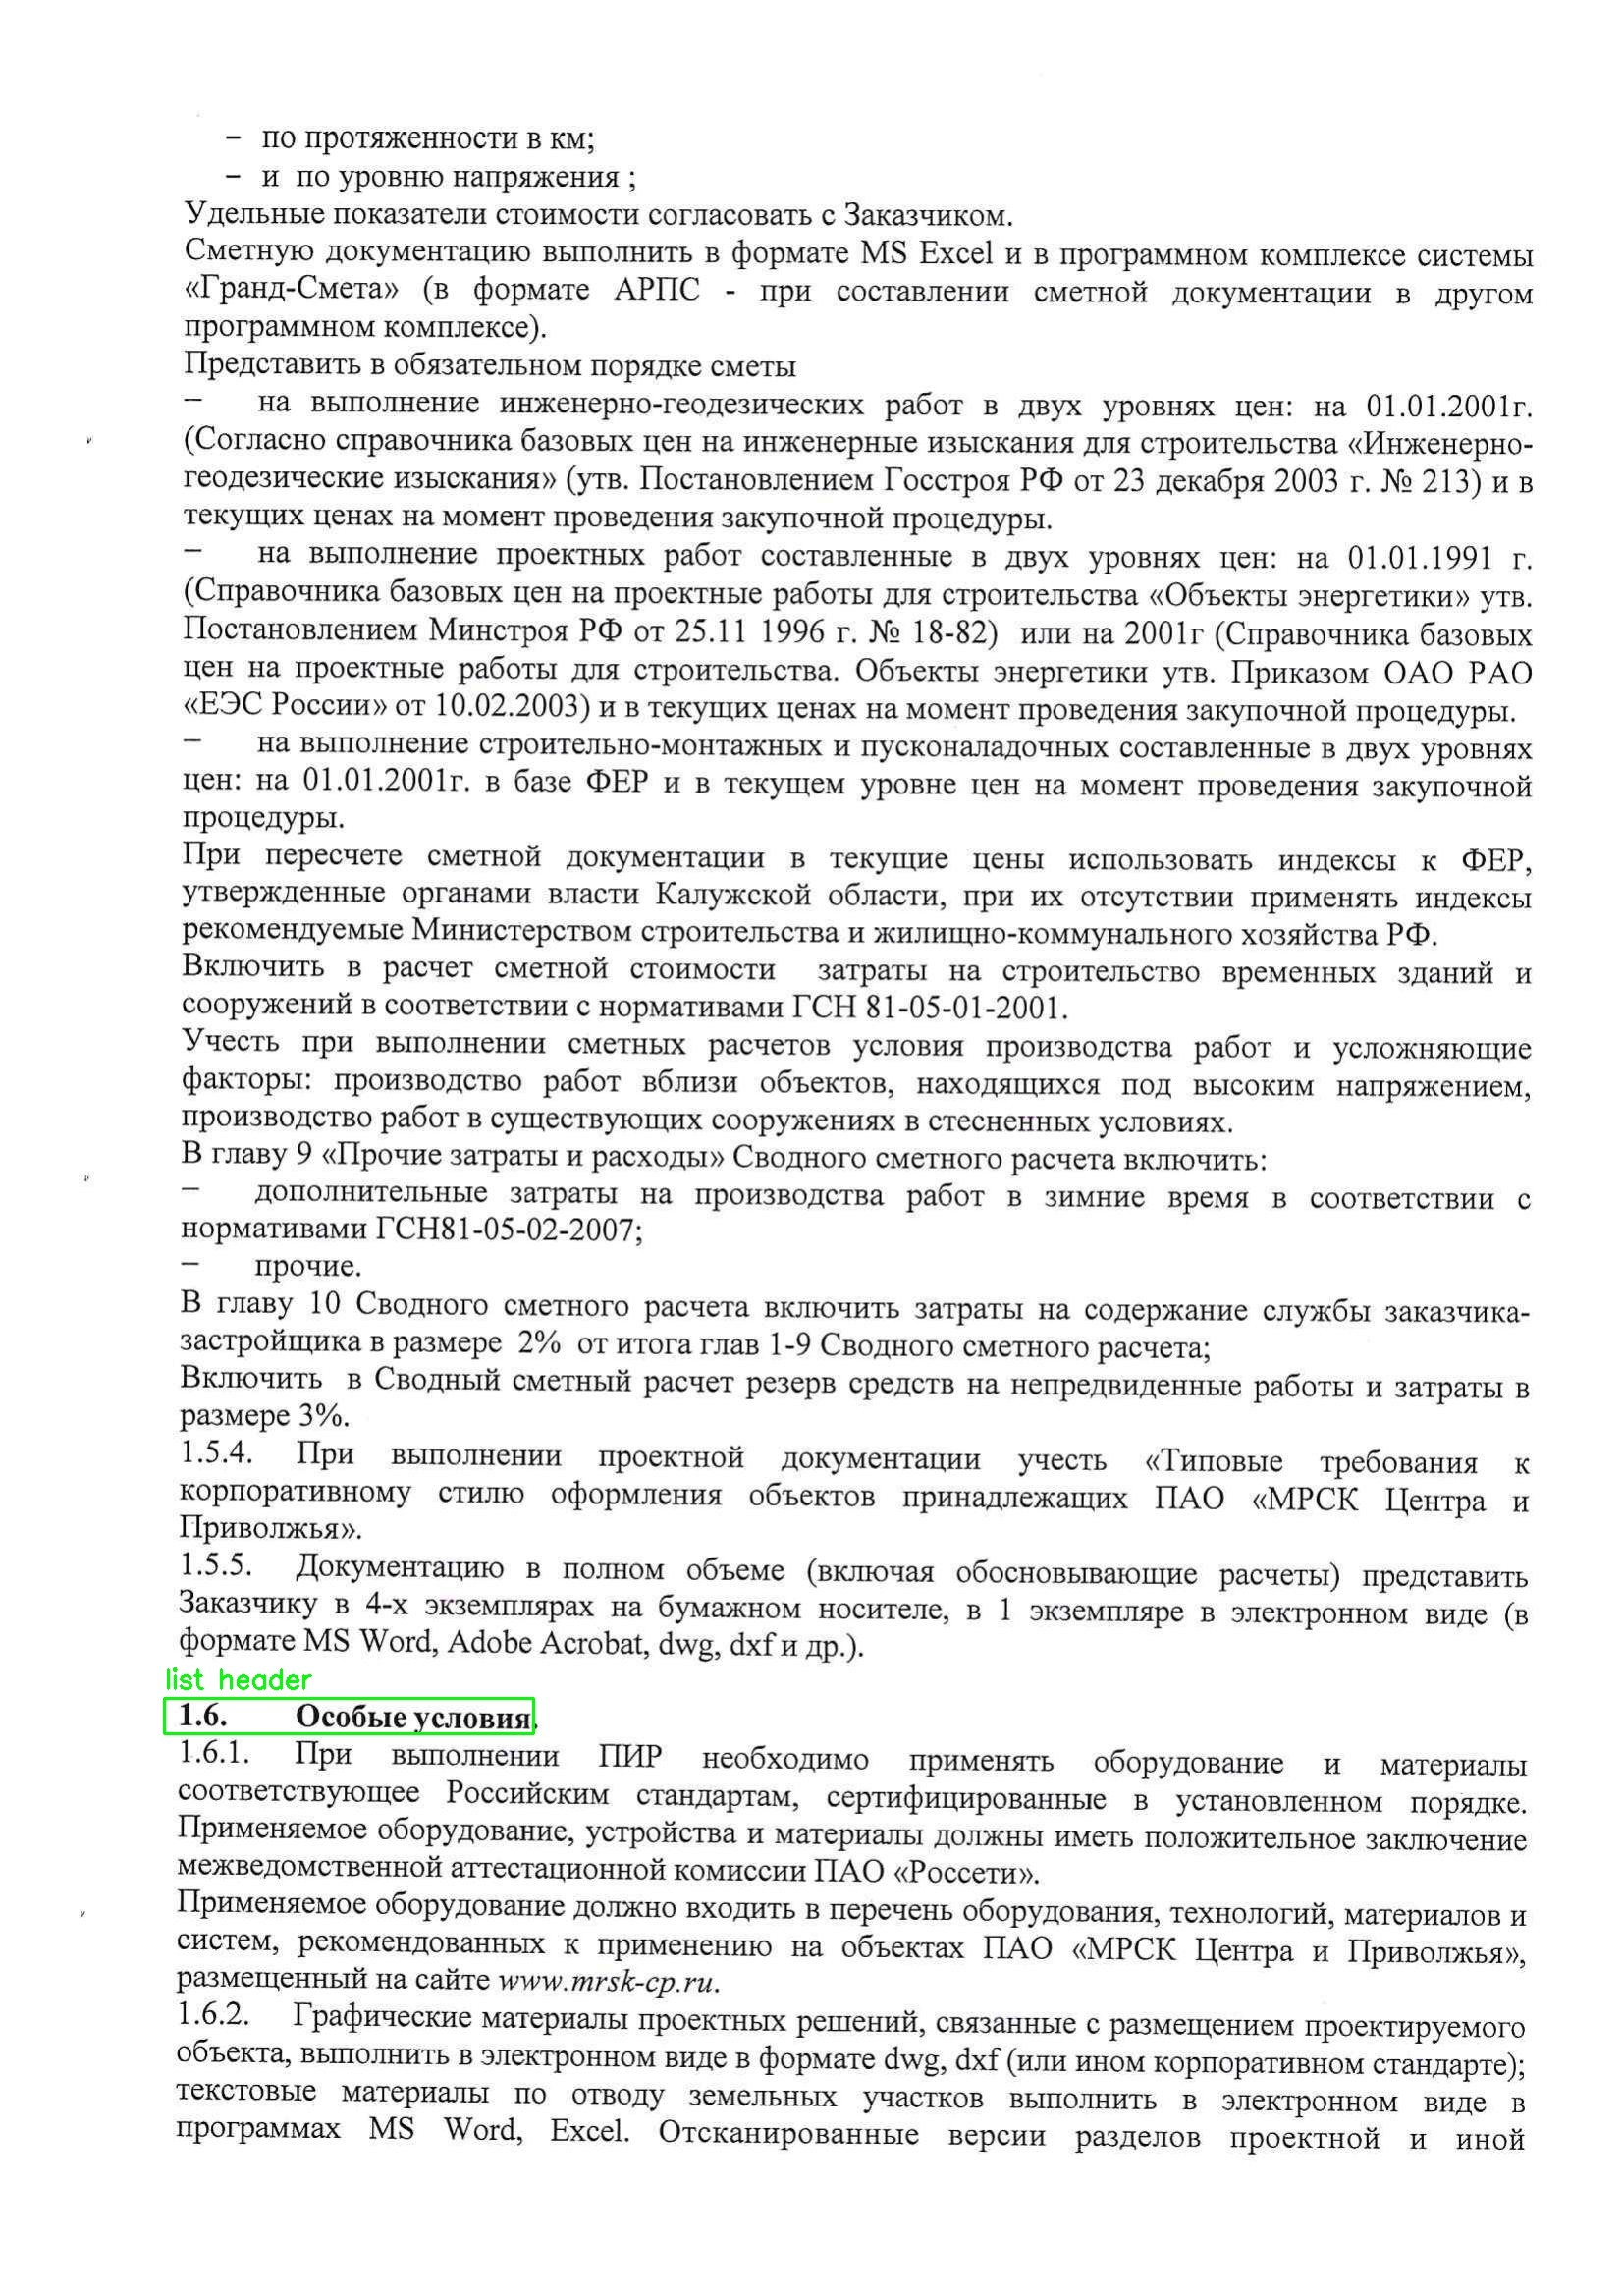 – по протяженности в км;
– и по уровню напряжения ;
Удельные показатели стоимости согласовать с Заказчиком.
Сметную документацию выполнить в формате MS Excel и в программном комплексе системы
«Гранд-Смета» (в формате АРПС - при составлении сметной документации в другом
программном комплексе).
Представить в обязательном порядке сметы
– на выполнение инженерно-геодезических работ в двух уровнях цен: на 01.01.2001г.
(Согласно справочника базовых цен на инженерные изыскания для строительства «Инженерно-
геодезические изыскания» (утв. Постановлением Госстроя РФ от 23 декабря 2003 г. № 213) и в
текущих ценах на момент проведения закупочной процедуры.
– на выполнение проектных работ составленные в двух уровнях цен: на 01.01.1991 г.
(Справочника базовых цен на проектные работы для строительства «Объекты энергетики» утв.
Постановлением Минстроя РФ от 25.11 1996 г. № 18-82) или на 2001г (Справочника базовых
цен на проектные работы для строительства. Объекты энергетики утв. Приказом ОАО РАО
«ЕЭС России» от 10.02.2003) и в текущих ценах на момент проведения закупочной процедуры.
– на выполнение строительно-монтажных и пусконаладочных составленные в двух уровнях
цен: на 01.01.2001г. в базе ФЕР и в текущем уровне цен на момент проведения закупочной
процедуры.
При пересчете сметной документации в текущие цены использовать индексы к ФЕР,
утвержденные органами власти Калужской области, при их отсутствии применять индексы
рекомендуемые Министерством строительства и жилищно-коммунального хозяйства РФ.
Включить в расчет сметной стоимости затраты на строительство временных зданий и
сооружений в соответствии с нормативами ГСН 81-05-01-2001.
Учесть при выполнении сметных расчетов условия производства работ и усложняющие
факторы: производство работ вблизи объектов, находящихся под высоким напряжением,
производство работ в существующих сооружениях в стесненных условиях.
В главу 9 «Прочие затраты и расходы» Сводного сметного расчета включить:
– дополнительные затраты на производства работ в зимние время в соответствии с
нормативами ГСН81-05-02-2007;
– прочие.
В главу 10 Сводного сметного расчета включить затраты на содержание службы заказчика-
застройщика в размере 2% от итога глав 1-9 Сводного сметного расчета;
Включить в Сводный сметный расчет резерв средств на непредвиденные работы и затраты в
размере 3%.
1.5.4. При выполнении проектной документации учесть «Типовые требования к
корпоративному стилю оформления объектов принадлежащих ПАО «МРСК Центра и
Приволжья».
1.5.5. Документацию в полном объеме (включая обосновывающие расчеты) представить
Заказчику в 4-х экземплярах на бумажном носителе, в 1 экземпляре в электронном виде (в
формате MS Word, Adobe Acrobat, dwg, dxf и др.).
list header
1.6. Особые условия.
1.6.1. При выполнении ПИР необходимо применять оборудование и материалы
соответствующее Российским стандартам, сертифицированные в установленном порядке.
Применяемое оборудование, устройства и материалы должны иметь положительное заключение
межведомственной аттестационной комиссии ПАО «Россети».
Применяемое оборудование должно входить в перечень оборудования, технологий, материалов и
систем, рекомендованных к применению на объектах ПАО «МРСК Центра и Приволжья»,
размещенный на сайте www.mrsk-cp.ru.
1.6.2. Графические материалы проектных решений, связанные с размещением проектируемого
объекта, выполнить в электронном виде в формате dwg, dxf (или ином корпоративном стандарте);
текстовые материалы по отводу земельных участков выполнить в электронном виде в
программах MS Word, Excel. Отсканированные версии разделов проектной и иной